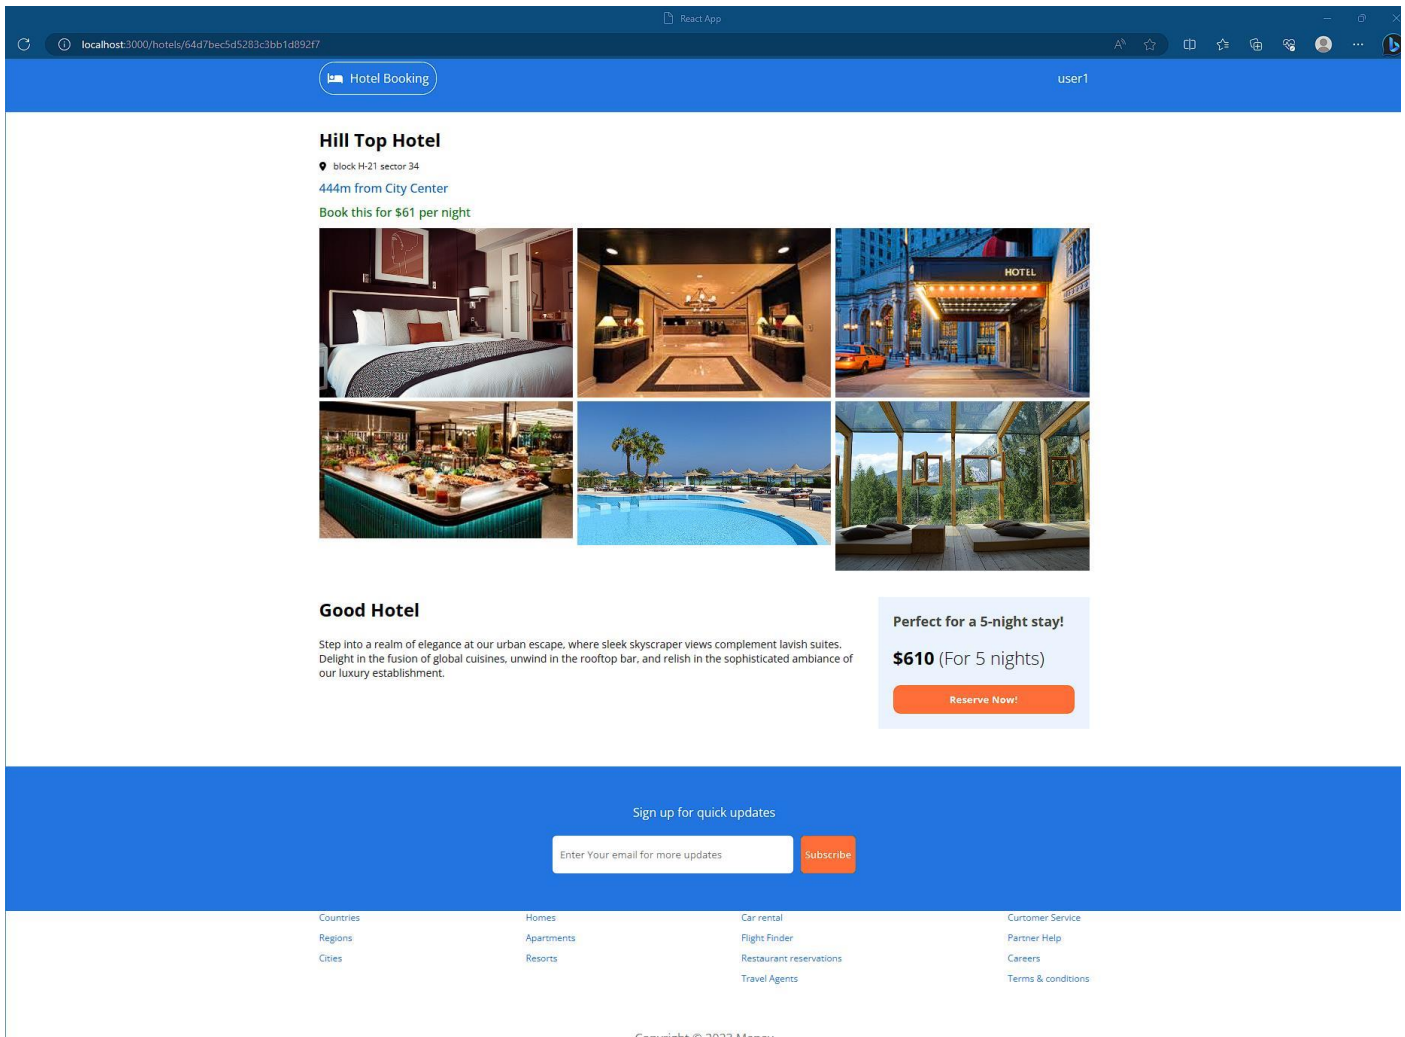 React App
localhost:3000/hotels/64d7bec5d5283c3bb1d892f7
Hotel Booking
user1
Hill Top Hotel
block H-21 sector 34
444m from City Center
Book this for $61 per night
HOTEL
Good Hotel
Step into a realm of elegance at our urban escape, where sleek skyscraper views complement lavish suites.
Delight in the fusion of global cuisines, unwind in the rooftop bar, and relish in the sophisticated ambiance of
our luxury establishment.
Perfect for a 5-night stay!
$610 (For 5 nights)
Reserve Now!
Sign up for quick updates
Enter Your email for more updates
Subscribe
Countries
Regions
Cities
Homes
Apartments
Resorts
Car rental
Flight Finder
Restaurant reservations
Travel Agents
Curtomer Service
Partner Help
Careers
Terms & conditions
Copyright © 2023